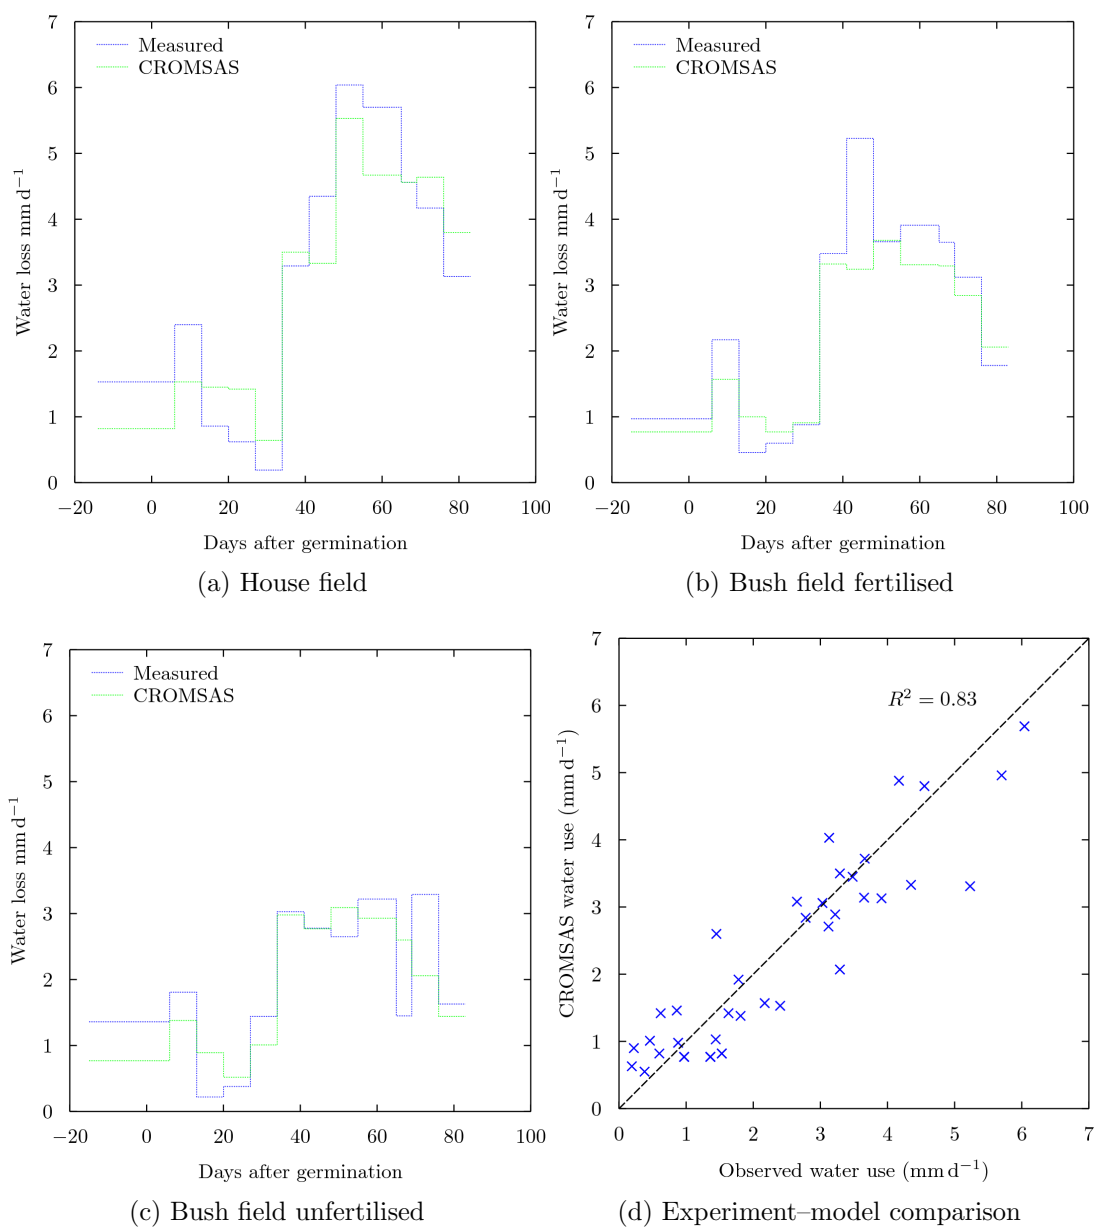 7
6
5
4
3
2
1
0
−20 0 20 40 60 80 100
Water loss mm d⁻¹
Days after germination
Measured
CROMSAS
(a) House field
7
6
5
4
3
2
1
0
−20 0 20 40 60 80 100
Water loss mm d⁻¹
Days after germination
Measured
CROMSAS
(b) Bush field fertilised
7
6
5
4
3
2
1
0
−20 0 20 40 60 80 100
Water loss mm d⁻¹
Days after germination
Measured
CROMSAS
(c) Bush field unfertilised
7
6
5
4
3
2
1
0
0 1 2 3 4 5 6 7
CROMSAS water use (mm d⁻¹)
Observed water use (mm d⁻¹)
R² = 0.83
(d) Experiment–model comparison